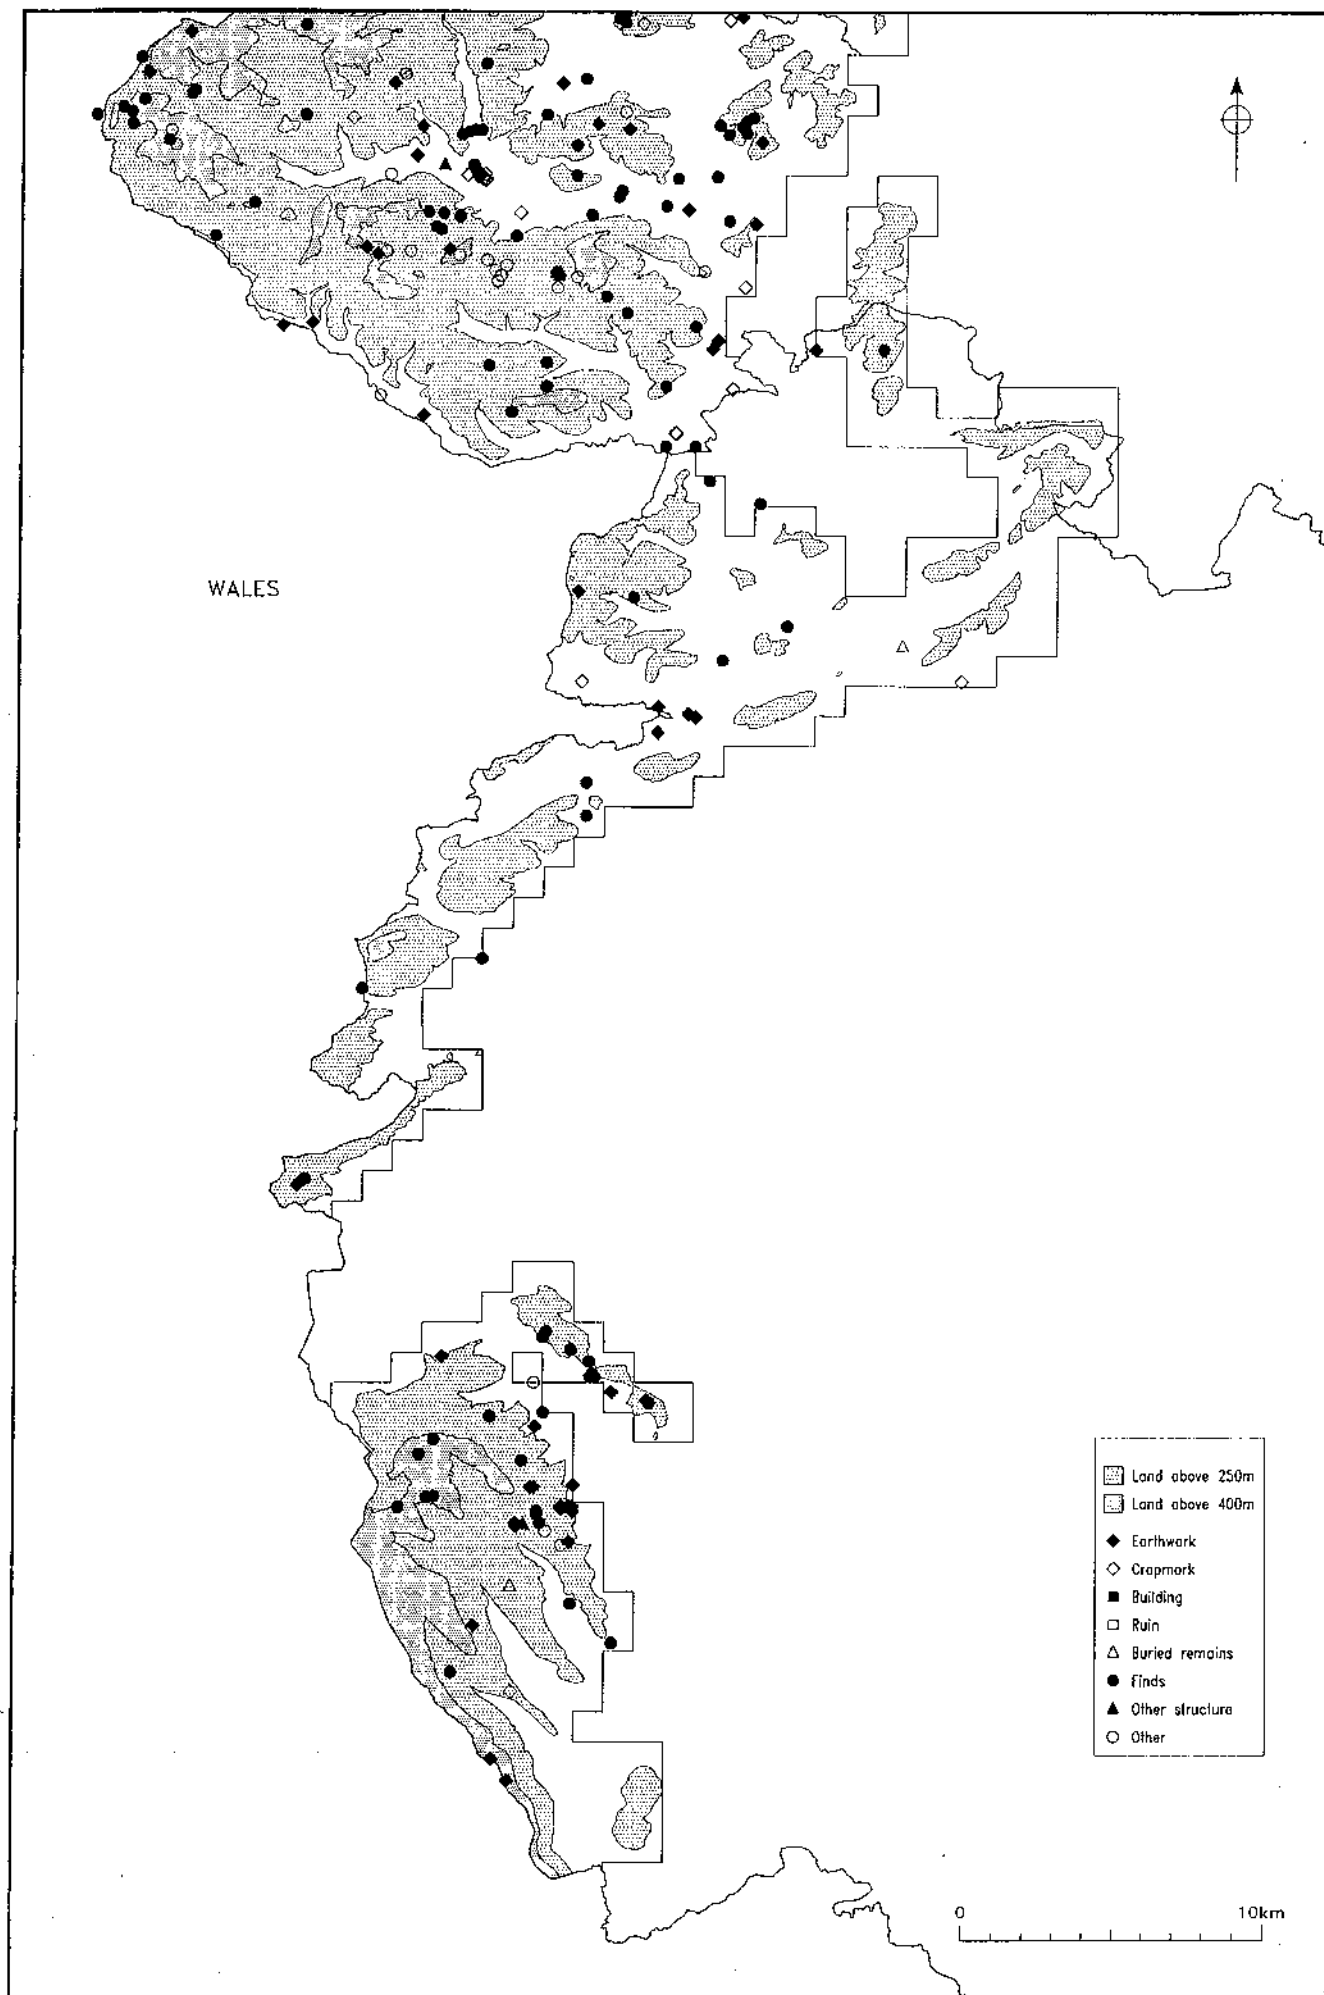 WALES
Land above 250m
Land above 400m
Earthwork
Cropmark
Building
Ruin
Buried remains
Finds
Other structure
Other
0 10km